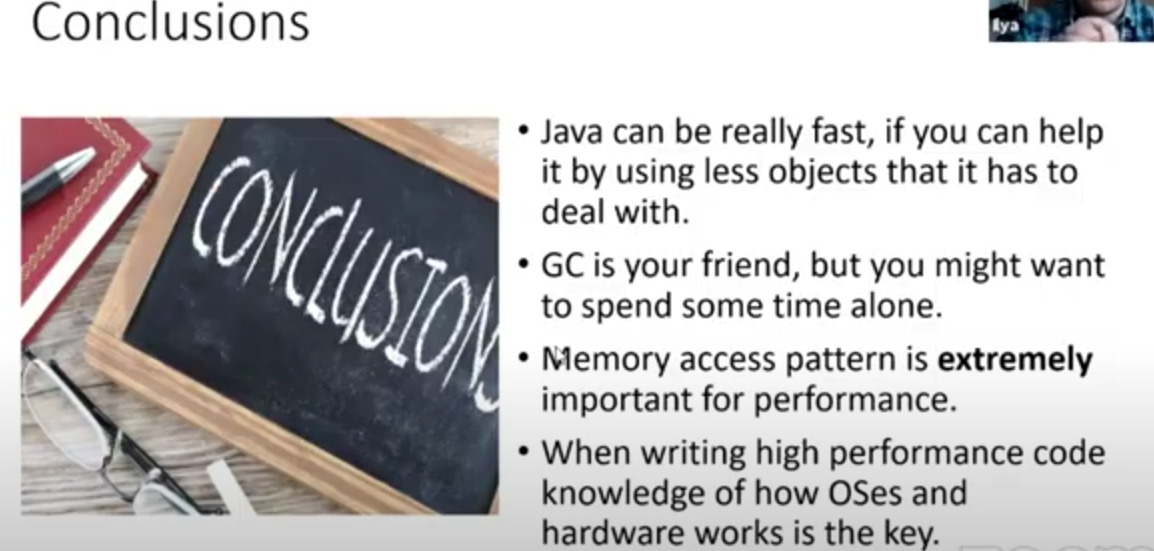 Conclusions
Ilya
CONCLUSIONS
• Java can be really fast, if you can help
it by using less objects that it has to
deal with.
• GC is your friend, but you might want
to spend some time alone.
• Memory access pattern is extremely
important for performance.
• When writing high performance code
knowledge of how OSes and
hardware works is the key.
zoom